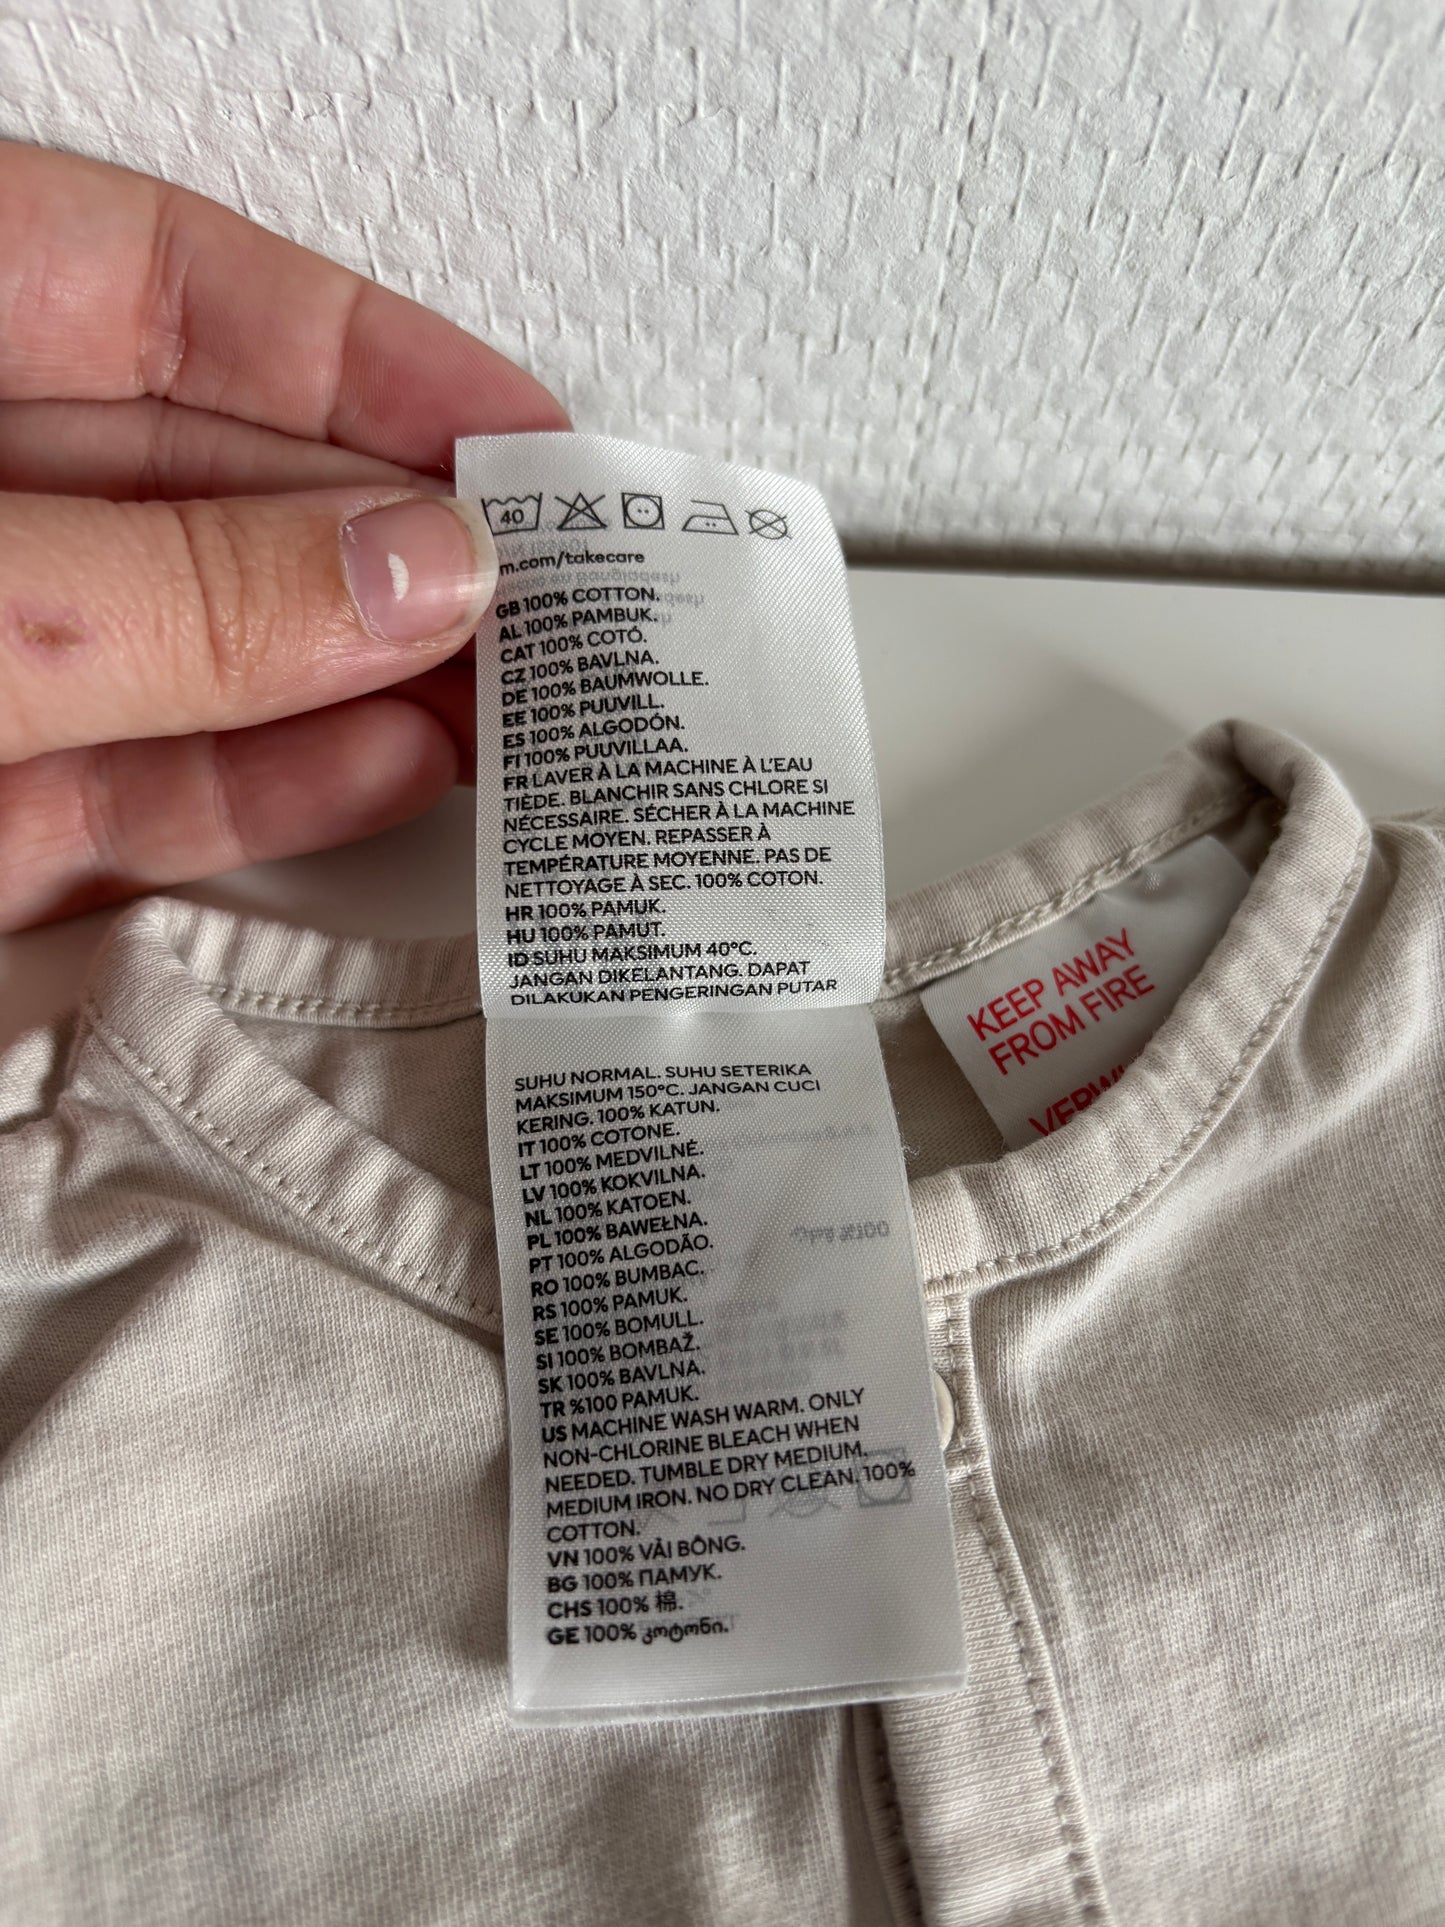 40
m.com/takecare
GB 100% COTTON.
AL 100% PAMBUK.
CAT 100% COTÓ.
CZ 100% BAVLNA.
DE 100% BAUMWOLLE.
EE 100% PUUVILL.
ES 100% ALGODÓN.
FI 100% PUUVILLAA.
FR LAVER À LA MACHINE À L'EAU
TIÈDE. BLANCHIR SANS CHLORE SI
NÉCESSAIRE. SÉCHER À LA MACHINE
CYCLE MOYEN. REPASSER À
TEMPÉRATURE MOYENNE. PAS DE
NETTOYAGE À SEC. 100% COTON.
HR 100% PAMUK.
HU 100% PAMUT.
ID SUHU MAKSIMUM 40°C.
JANGAN DIKELANTANG. DAPAT
DILAKUKAN PENGERINGAN PUTAR
SUHU NORMAL. SUHU SETERIKA
MAKSIMUM 150°C. JANGAN CUCI
KERING. 100% KATUN.
IT 100% COTONE.
LT 100% MEDVILNĖ.
LV 100% KOKVILNA.
NL 100% KATOEN.
PL 100% BAWEŁNA.
PT 100% ALGODÃO.
RO 100% BUMBAC.
RS 100% PAMUK.
SE 100% BOMULL.
SI 100% BOMBAŽ.
SK 100% BAVLNA.
TR %100 PAMUK.
US MACHINE WASH WARM. ONLY
NON-CHLORINE BLEACH WHEN
NEEDED. TUMBLE DRY MEDIUM.
MEDIUM IRON. NO DRY CLEAN. 100%
COTTON.
VN 100% VẢI BÔNG.
BG 100% ПАМУК.
CHS 100% 棉.
GE 100% კოტონი.
KEEP AWAY
FROM FIRE